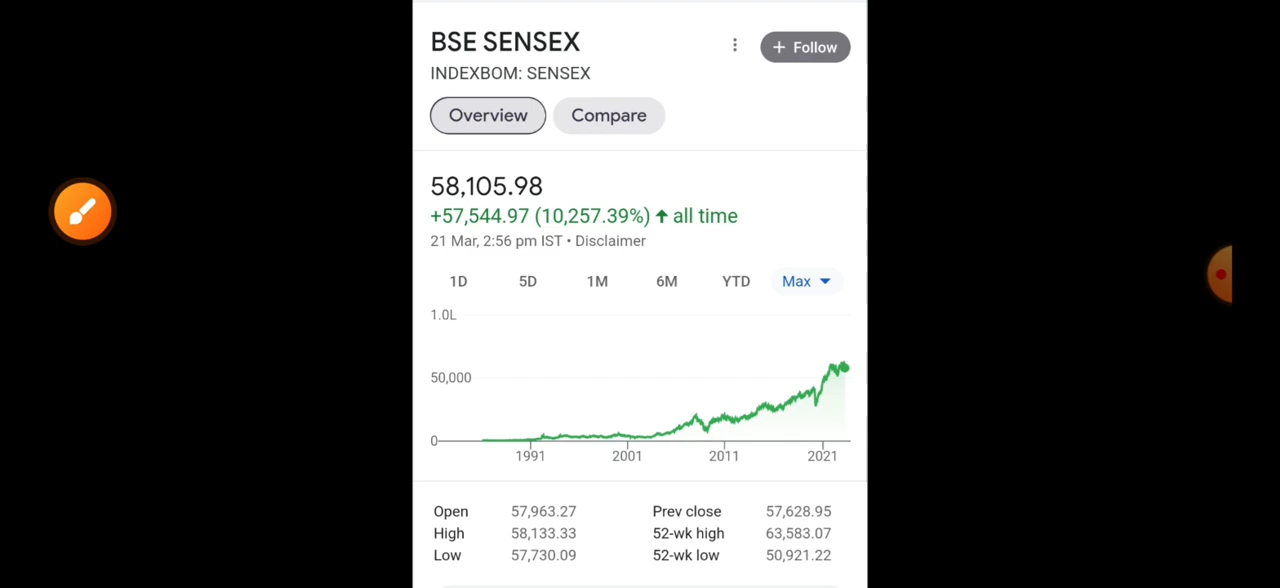 BSE SENSEX
+ Follow
INDEXBOM: SENSEX
Overview Compare
58,105.98
+57,544.97 (10,257.39%) ↑ all time
21 Mar, 2:56 pm IST • Disclaimer
1D 5D 1M 6M YTD Max
1.0L
50,000
0
1991 2001 2011 2021
Open 57,963.27 Prev close 57,628.95
High 58,133.33 52-wk high 63,583.07
Low 57,730.09 52-wk low 50,921.22